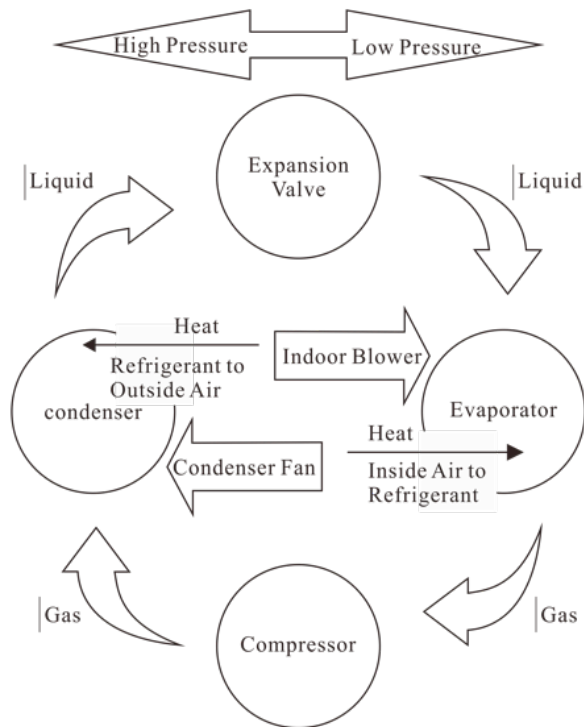 High Pressure
Low Pressure
Expansion
Valve
Liquid
Liquid
Heat
Refrigerant to
Outside Air
Indoor Blower
condenser
Evaporator
Heat
Condenser Fan
Inside Air to
Refrigerant
Gas
Gas
Compressor